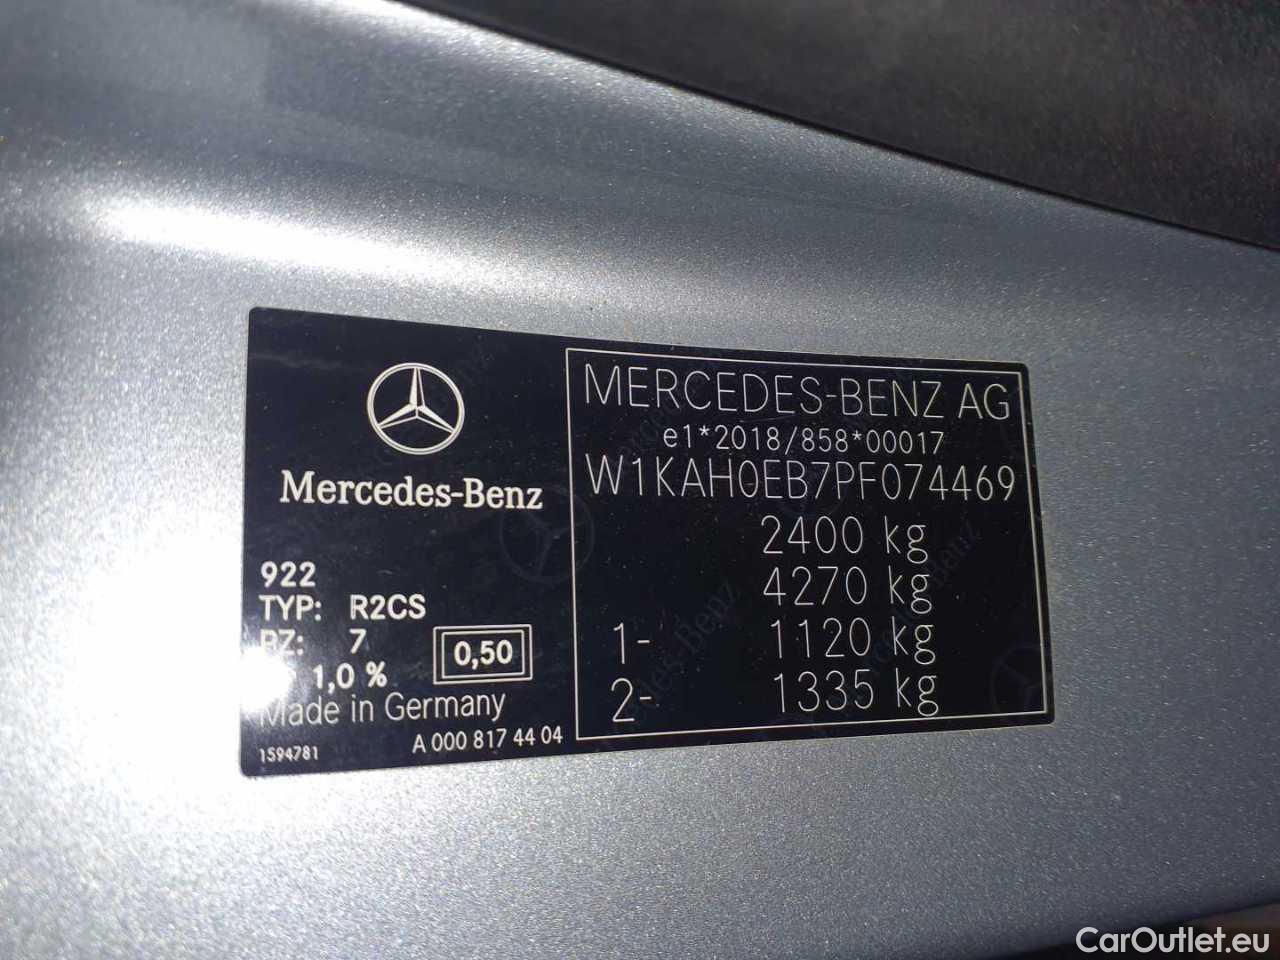 Mercedes-Benz
922
TYP: R2CS
PZ: 7
1,0 %
0,50
Made in Germany
1594781
A 000 817 44 04
MERCEDES-BENZ AG
e1*2018/858*00017
W1KAH0EB7PF074469
2400 kg
4270 kg
1- 1120 kg
2- 1335 kg
CarOutlet.eu